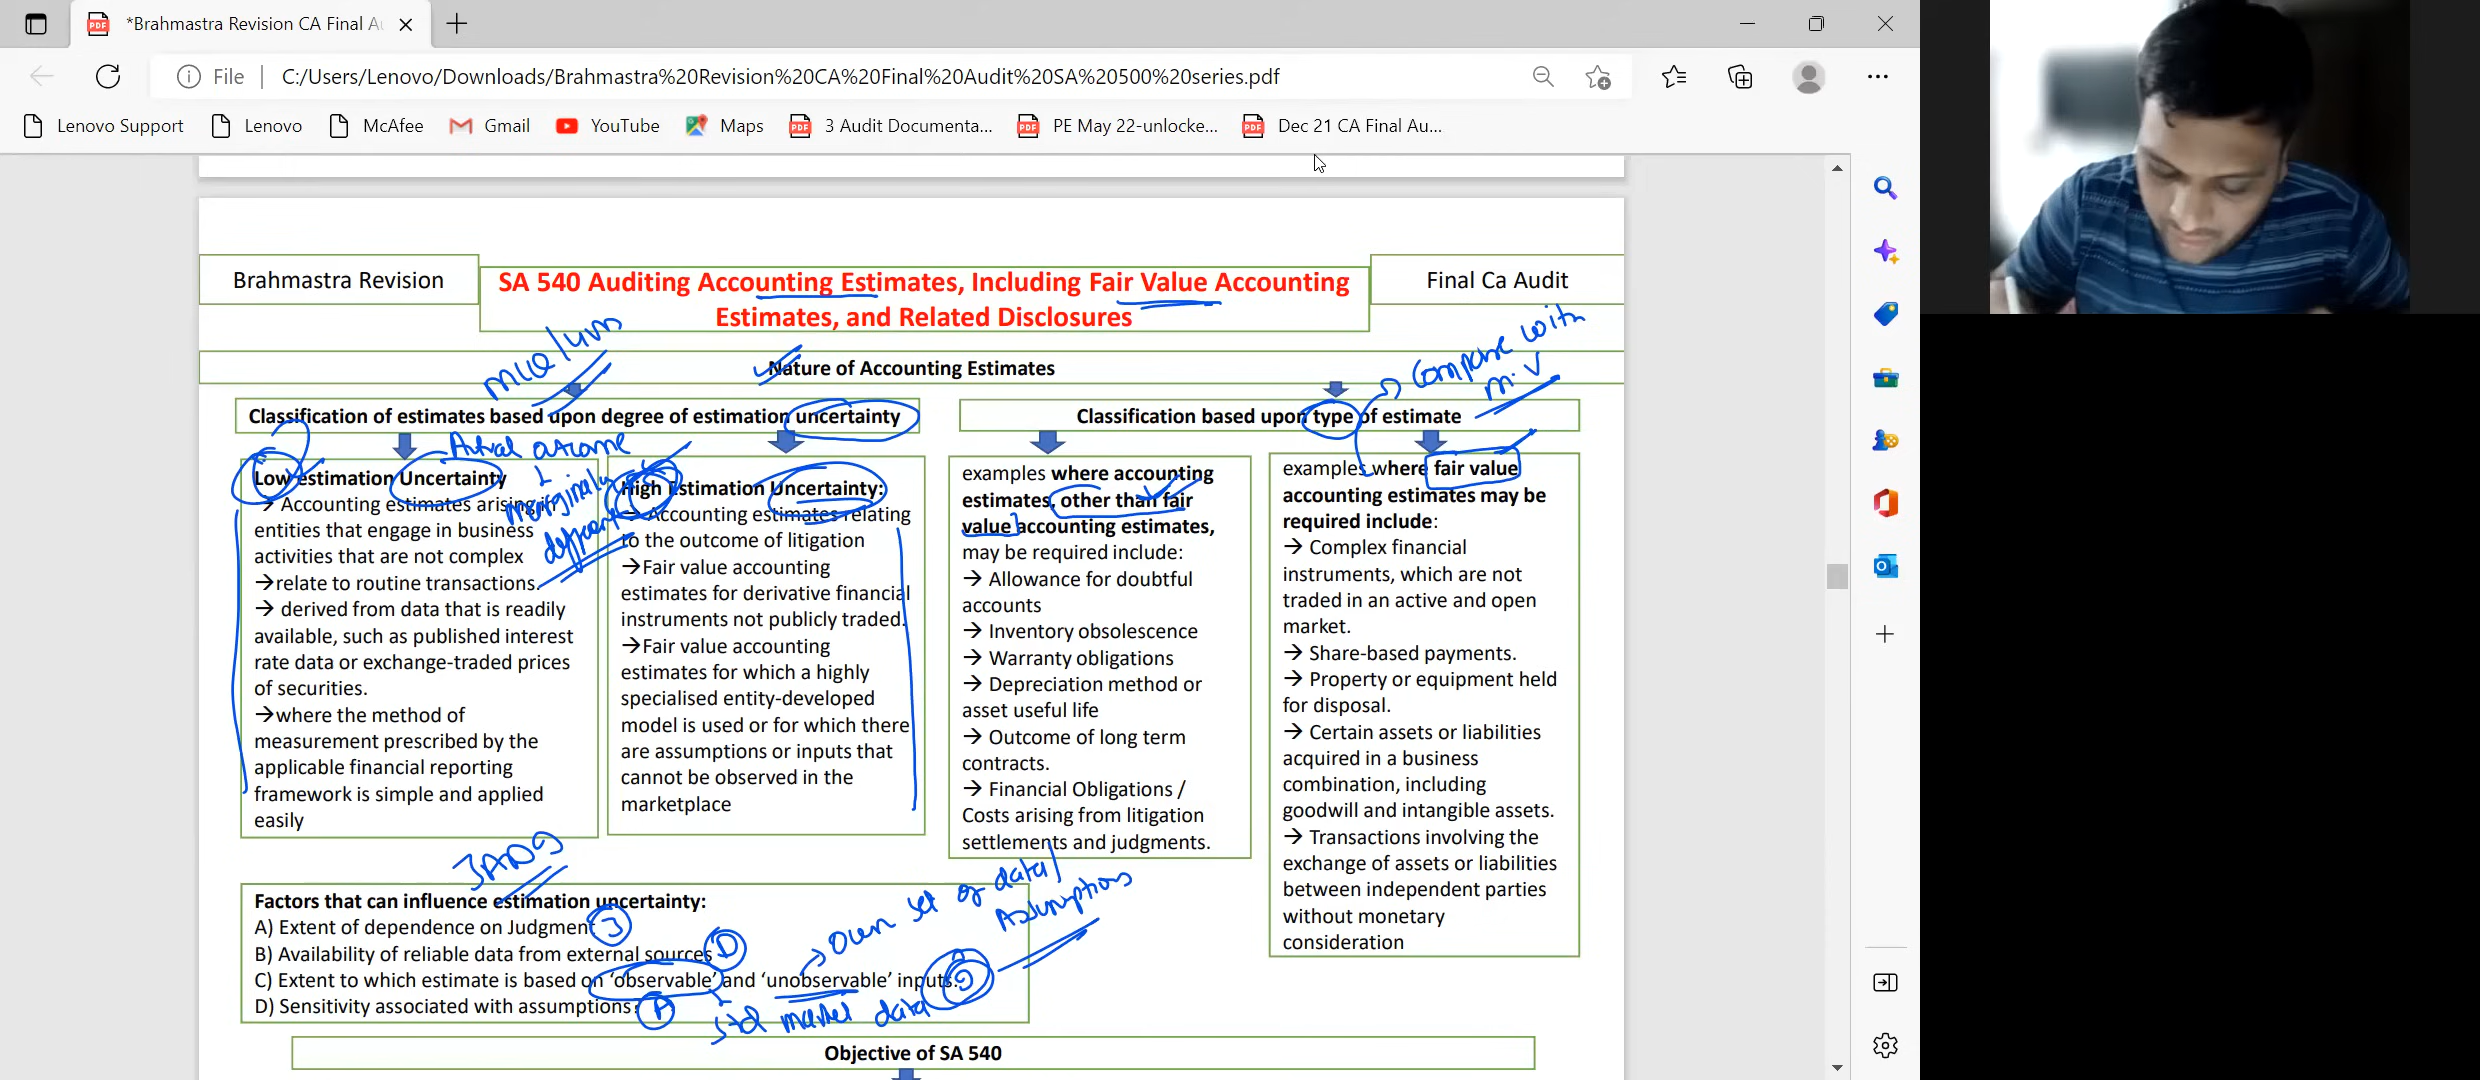 *Brahmastra Revision CA Final Au
File C:/Users/Lenovo/Downloads/Brahmastra%20Revision%20CA%20Final%20Audit%20SA%20500%20series.pdf
Lenovo Support Lenovo McAfee Gmail YouTube Maps 3 Audit Documenta... PE May 22-unlocke... Dec 21 CA Final Au...
Brahmastra Revision
SA 540 Auditing Accounting Estimates, Including Fair Value Accounting
Estimates, and Related Disclosures
Final Ca Audit
Compare with
M.V
MCQ/4m
Nature of Accounting Estimates
Classification of estimates based upon degree of estimation uncertainty
Classification based upon type of estimate
Actual outcome
marginally
different
Low estimation Uncertainty
→ Accounting estimates arising in
entities that engage in business
activities that are not complex
→relate to routine transactions.
→ derived from data that is readily
available, such as published interest
rate data or exchange-traded prices
of securities.
→where the method of
measurement prescribed by the
applicable financial reporting
framework is simple and applied
easily
High Estimation Uncertainty:
→ Accounting estimates relating
to the outcome of litigation
→Fair value accounting
estimates for derivative financial
instruments not publicly traded.
→Fair value accounting
estimates for which a highly
specialised entity-developed
model is used or for which there
are assumptions or inputs that
cannot be observed in the
marketplace
examples where accounting
estimates, other than fair
value accounting estimates,
may be required include:
→ Allowance for doubtful
accounts
→ Inventory obsolescence
→ Warranty obligations
→ Depreciation method or
asset useful life
→ Outcome of long term
contracts.
→ Financial Obligations /
Costs arising from litigation
settlements and judgments.
examples where fair value
accounting estimates may be
required include:
→ Complex financial
instruments, which are not
traded in an active and open
market.
→ Share-based payments.
→ Property or equipment held
for disposal.
→ Certain assets or liabilities
acquired in a business
combination, including
goodwill and intangible assets.
→ Transactions involving the
exchange of assets or liabilities
between independent parties
without monetary
consideration
JADO
Factors that can influence estimation uncertainty:
A) Extent of dependence on Judgment J
B) Availability of reliable data from external sources D
C) Extent to which estimate is based on 'observable' and 'unobservable' inputs.
D) Sensitivity associated with assumptions. A
own set of data/
Assumptions
std market data
Objective of SA 540